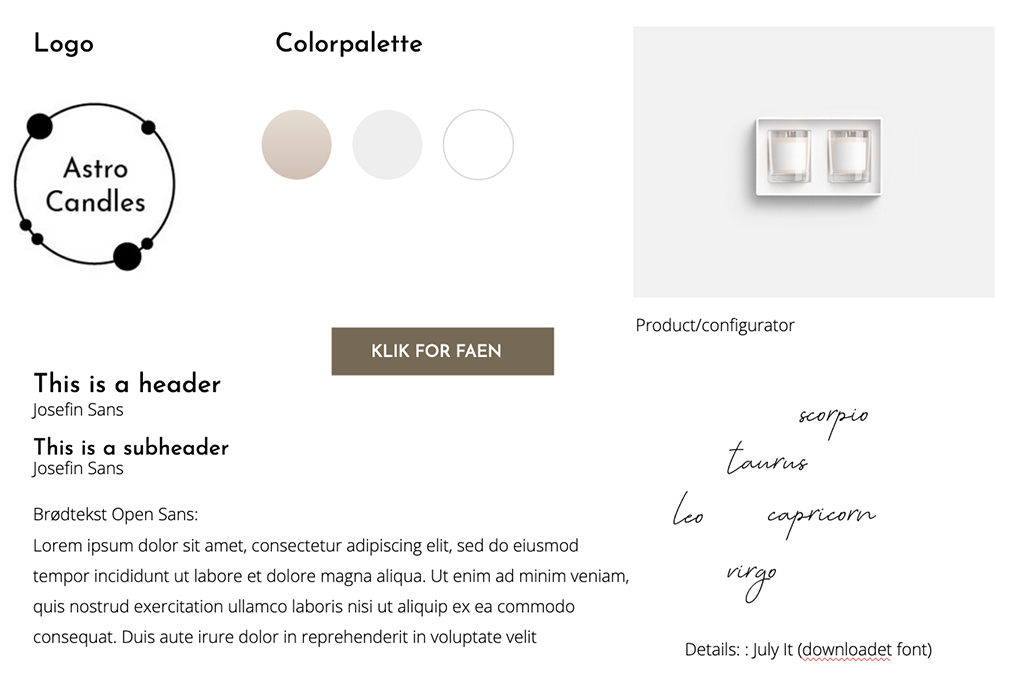 Logo
Colorpalette
Astro
Candles
KLIK FOR FAEN
Product/configurator
This is a header
Josefin Sans
This is a subheader
Josefin Sans
Brødtekst Open Sans:
Lorem ipsum dolor sit amet, consectetur adipiscing elit, sed do eiusmod
tempor incididunt ut labore et dolore magna aliqua. Ut enim ad minim veniam,
quis nostrud exercitation ullamco laboris nisi ut aliquip ex ea commodo
consequat. Duis aute irure dolor in reprehenderit in voluptate velit
scorpio
taurus
leo
capricorn
virgo
Details: : July It (downloadet font)